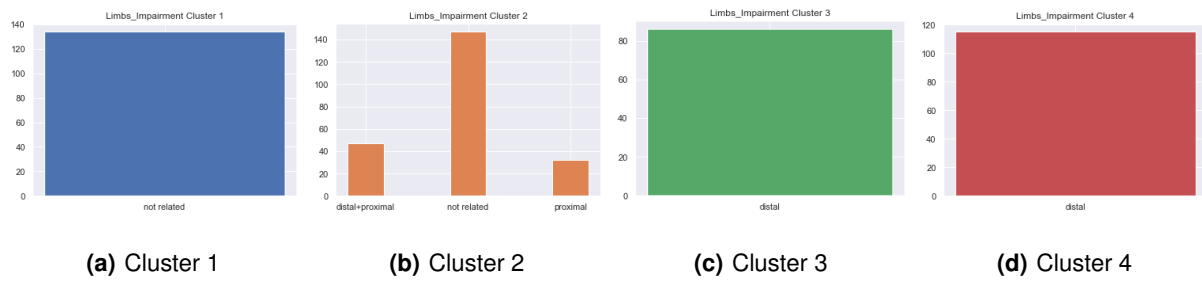 Limbs_Impairment Cluster 1
140
120
100
80
60
40
20
0
not related
(a) Cluster 1
Limbs_Impairment Cluster 2
140
120
100
80
60
40
20
0
distal+proximal not related proximal
(b) Cluster 2
Limbs_Impairment Cluster 3
80
60
40
20
0
distal
(c) Cluster 3
Limbs_Impairment Cluster 4
120
100
80
60
40
20
0
distal
(d) Cluster 4